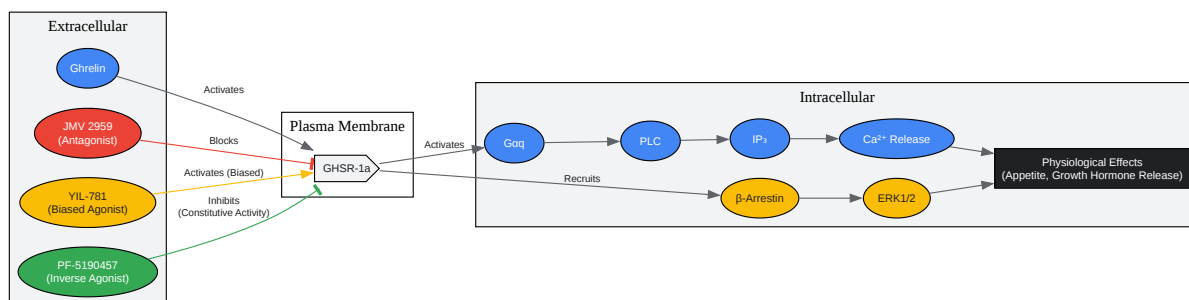 Extracellular
Ghrelin
JMV 2959
(Antagonist)
YIL-781
(Biased Agonist)
PF-5190457
(Inverse Agonist)
Activates
Blocks
Activates (Biased)
Inhibits
(Constitutive Activity)
Plasma Membrane
GHSR-1a
Activates
Recruits
Intracellular
Gαq
PLC
IP₃
Ca²⁺ Release
β-Arrestin
ERK1/2
Physiological Effects
(Appetite, Growth Hormone Release)